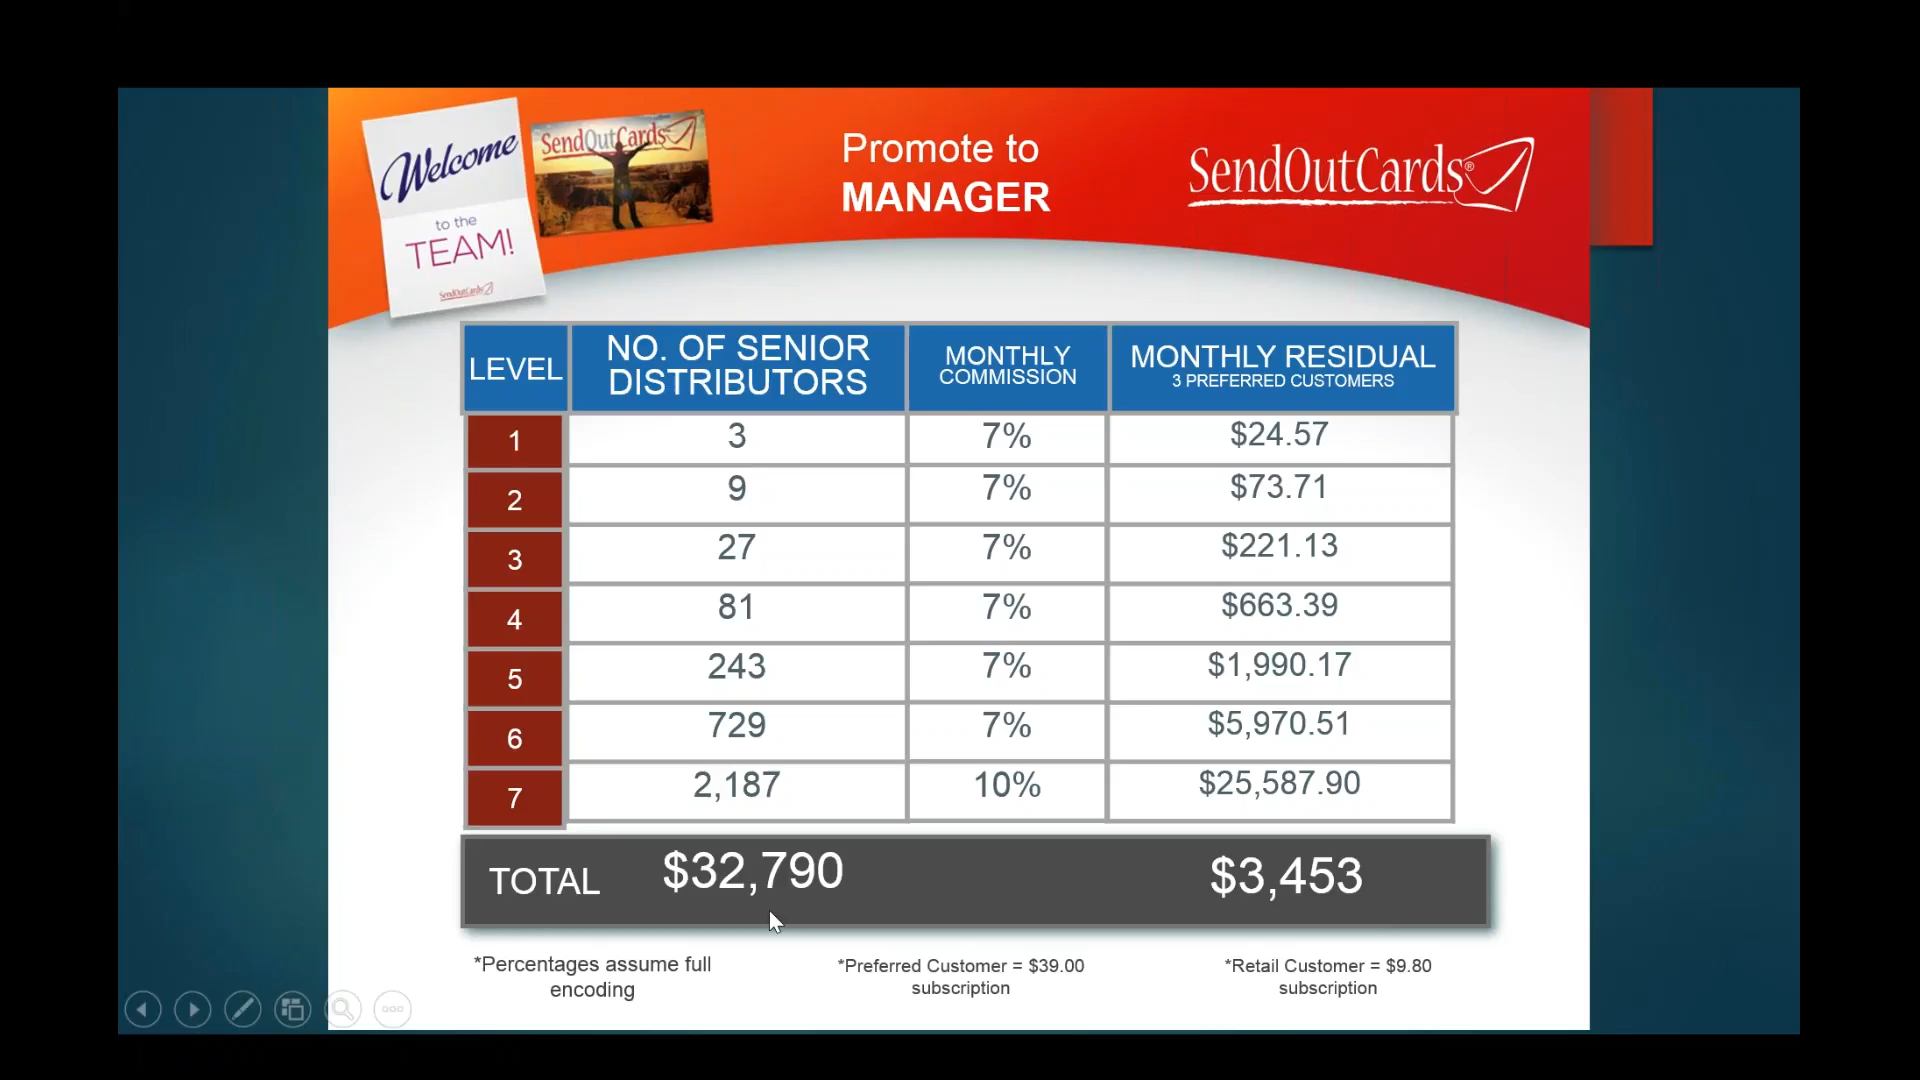 Welcome
to the
TEAM!
SendOutCards
SendOutCards
Promote to
MANAGER
SendOutCards®
LEVEL
NO. OF SENIOR
DISTRIBUTORS
MONTHLY
COMMISSION
MONTHLY RESIDUAL
3 PREFERRED CUSTOMERS
1 3 7% $24.57
2 9 7% $73.71
3 27 7% $221.13
4 81 7% $663.39
5 243 7% $1,990.17
6 729 7% $5,970.51
7 2,187 10% $25,587.90
TOTAL $32,790 $3,453
*Percentages assume full
encoding
*Preferred Customer = $39.00
subscription
*Retail Customer = $9.80
subscription